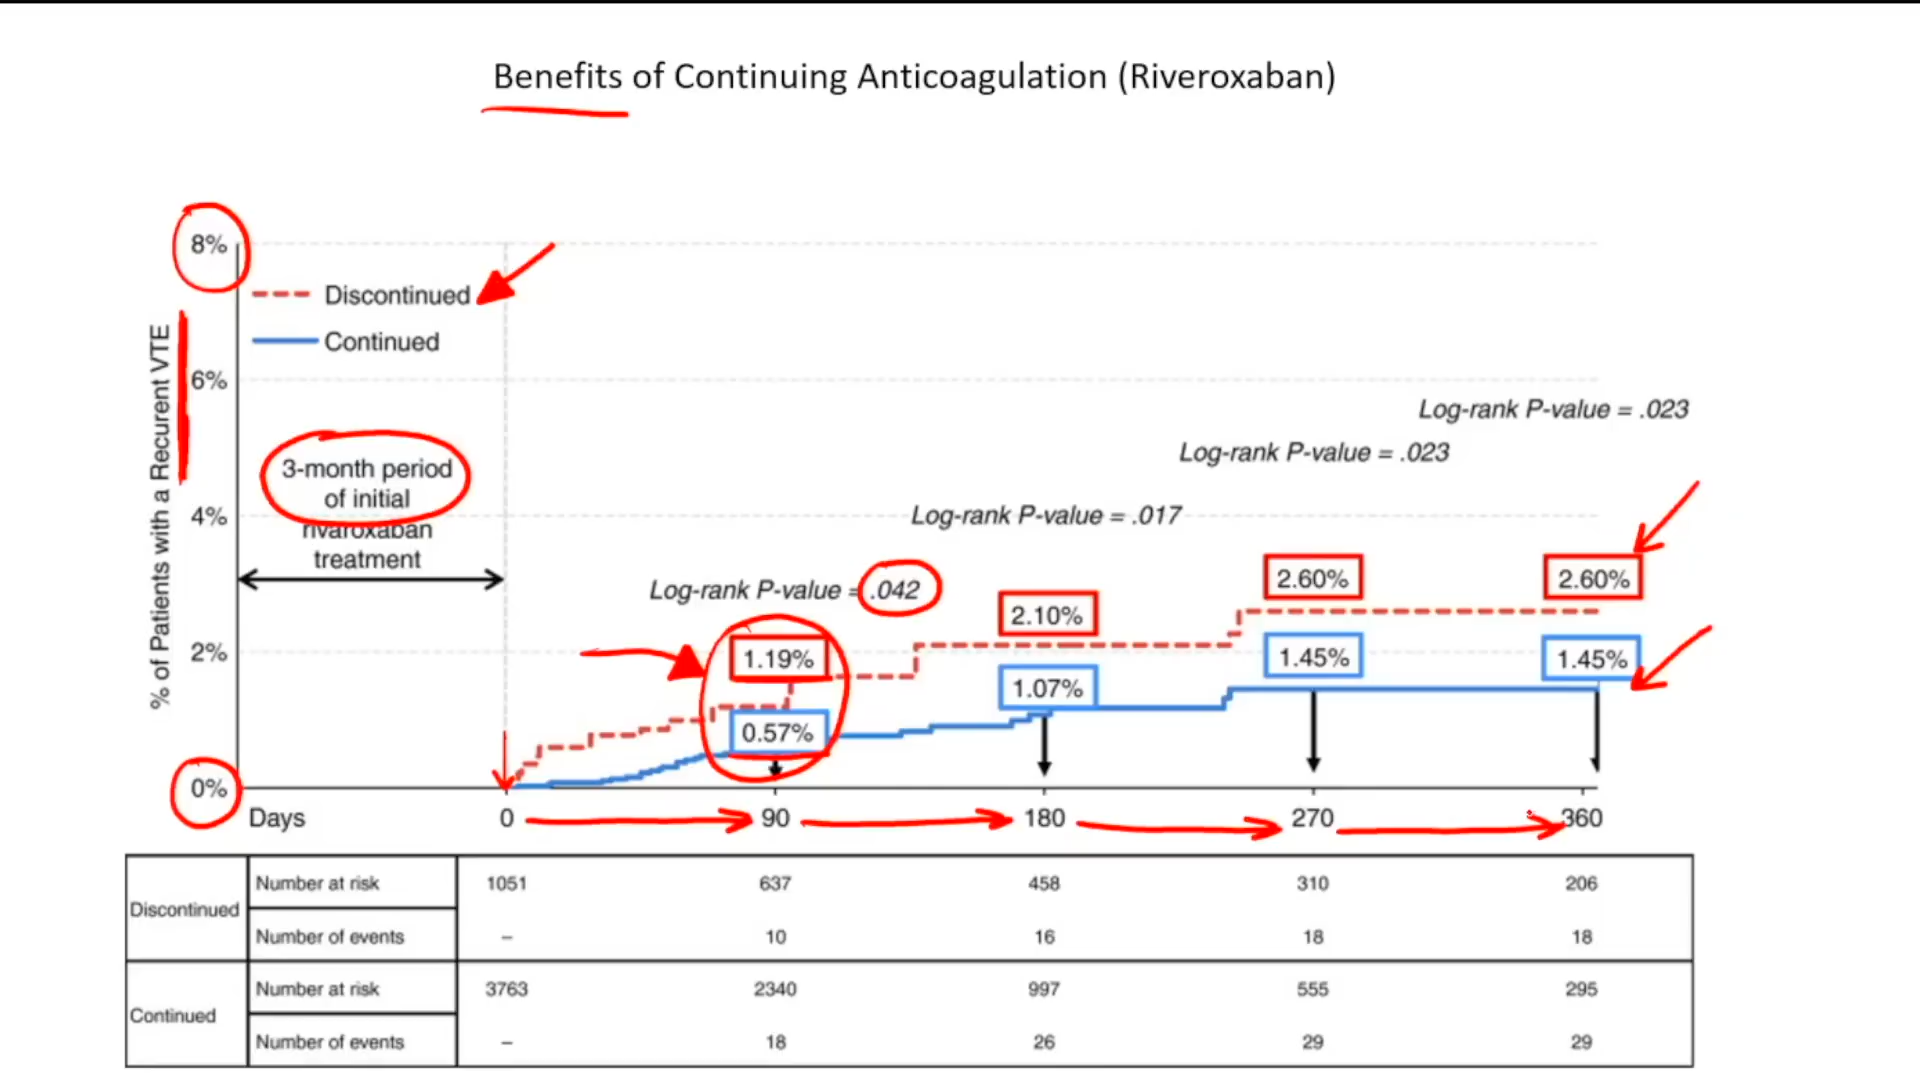 Benefits of Continuing Anticoagulation (Riveroxaban)
8%
6%
4%
2%
0%
% of Patients with a Recurent VTE
Discontinued
Continued
3-month period
of initial
rivaroxaban
treatment
Log-rank P-value = .042
Log-rank P-value = .017
Log-rank P-value = .023
Log-rank P-value = .023
1.19%
2.10%
2.60%
2.60%
0.57%
1.07%
1.45%
1.45%
Days 0 90 180 270 360
Discontinued
Number at risk 1051 637 458 310 206
Number of events – 10 16 18 18
Continued
Number at risk 3763 2340 997 555 295
Number of events – 18 26 29 29